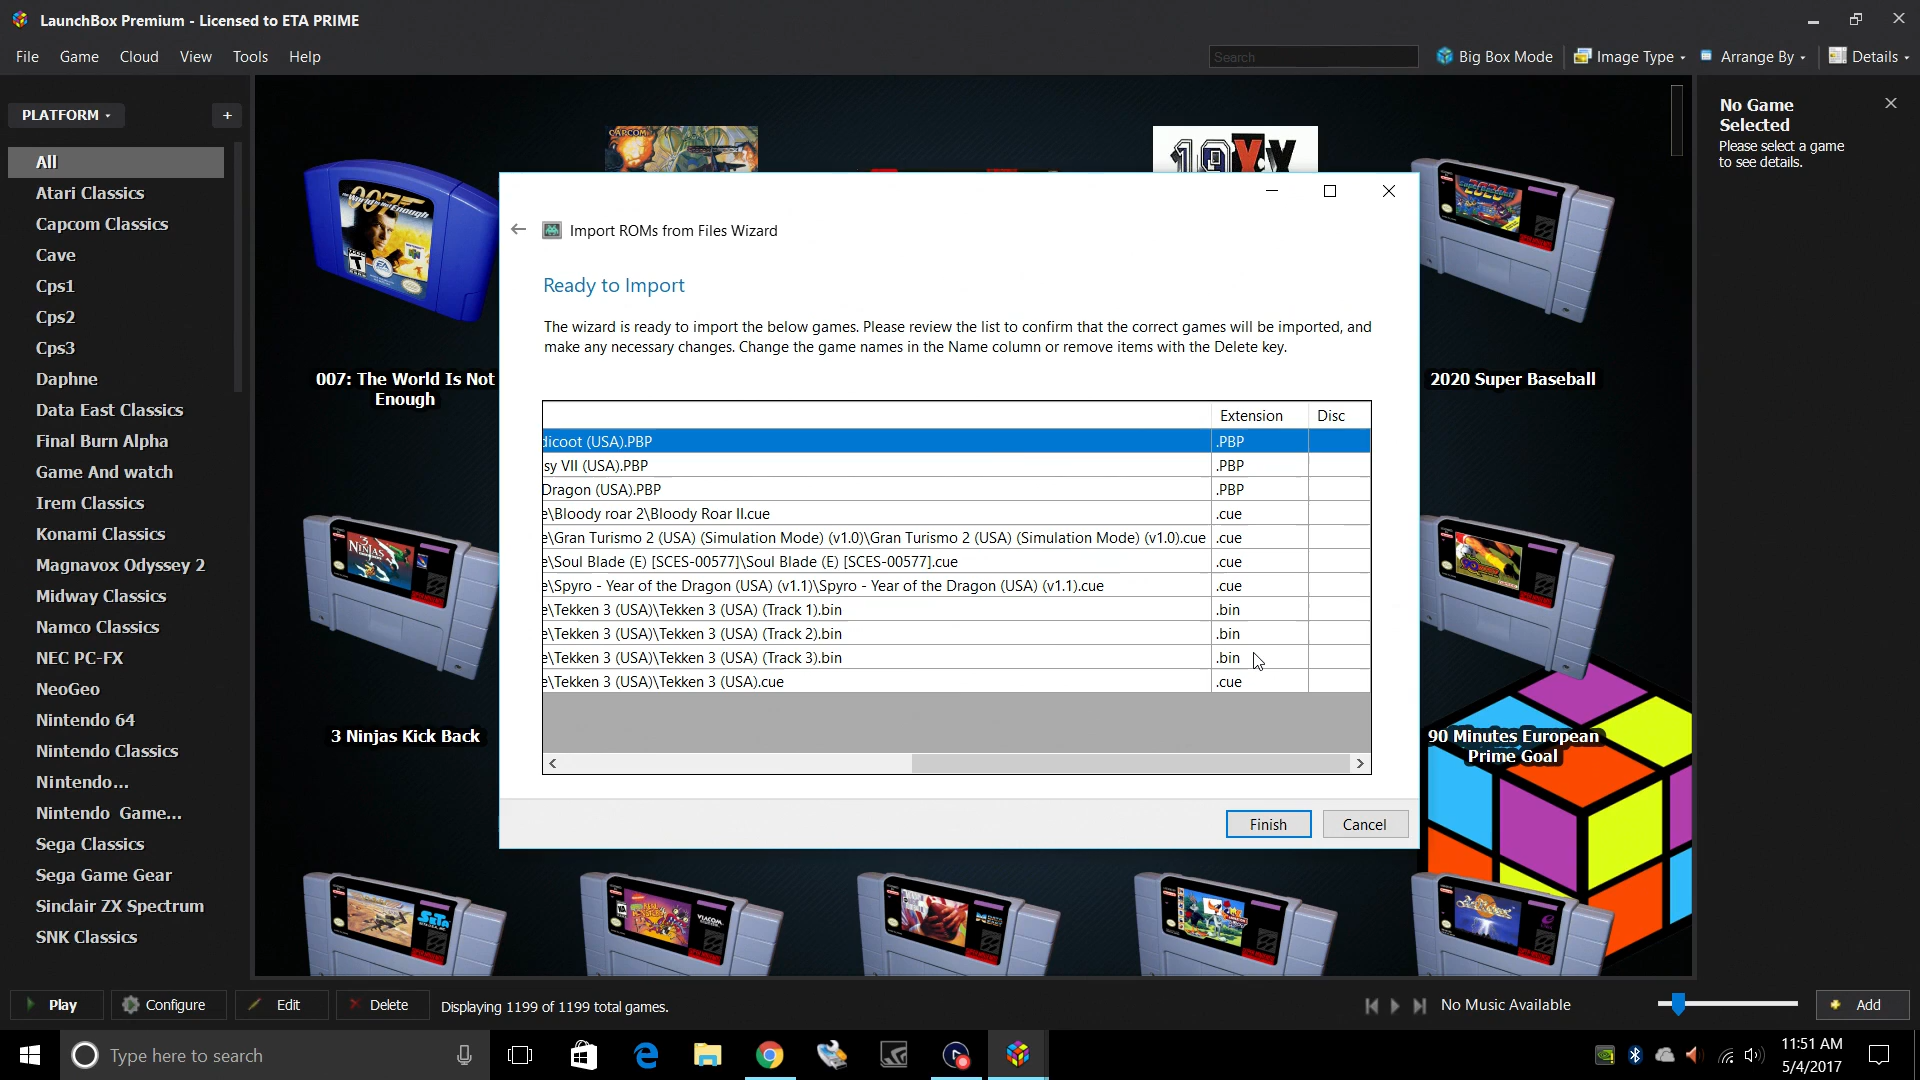 LaunchBox Premium - Licensed to ETA PRIME
File Game Cloud View Tools Help
Search
Big Box Mode
Image Type
Arrange By
Details
PLATFORM
+
All
Atari Classics
Capcom Classics
Cave
Cps1
Cps2
Cps3
Daphne
Data East Classics
Final Burn Alpha
Game And watch
Irem Classics
Konami Classics
Magnavox Odyssey 2
Midway Classics
Namco Classics
NEC PC-FX
NeoGeo
Nintendo 64
Nintendo Classics
Nintendo...
Nintendo Game...
Sega Classics
Sega Game Gear
Sinclair ZX Spectrum
SNK Classics
CAPCOM
007
007: The World Is Not
Enough
2020 Super Baseball
3 NINJAS
3 Ninjas Kick Back
90 Minutes European
Prime Goal
SETA
VIACOM
Import ROMs from Files Wizard
Ready to Import
The wizard is ready to import the below games. Please review the list to confirm that the correct games will be imported, and
make any necessary changes. Change the game names in the Name column or remove items with the Delete key.
Extension Disc
dicoot (USA).PBP .PBP
sy VII (USA).PBP .PBP
Dragon (USA).PBP .PBP
e\Bloody roar 2\Bloody Roar II.cue .cue
e\Gran Turismo 2 (USA) (Simulation Mode) (v1.0)\Gran Turismo 2 (USA) (Simulation Mode) (v1.0).cue .cue
e\Soul Blade (E) [SCES-00577]\Soul Blade (E) [SCES-00577].cue .cue
e\Spyro - Year of the Dragon (USA) (v1.1)\Spyro - Year of the Dragon (USA) (v1.1).cue .cue
e\Tekken 3 (USA)\Tekken 3 (USA) (Track 1).bin .bin
e\Tekken 3 (USA)\Tekken 3 (USA) (Track 2).bin .bin
e\Tekken 3 (USA)\Tekken 3 (USA) (Track 3).bin .bin
e\Tekken 3 (USA)\Tekken 3 (USA).cue .cue
Finish
Cancel
No Game
Selected
Please select a game
to see details.
Play
Configure
Edit
Delete
Displaying 1199 of 1199 total games.
No Music Available
Add
Type here to search
11:51 AM
5/4/2017